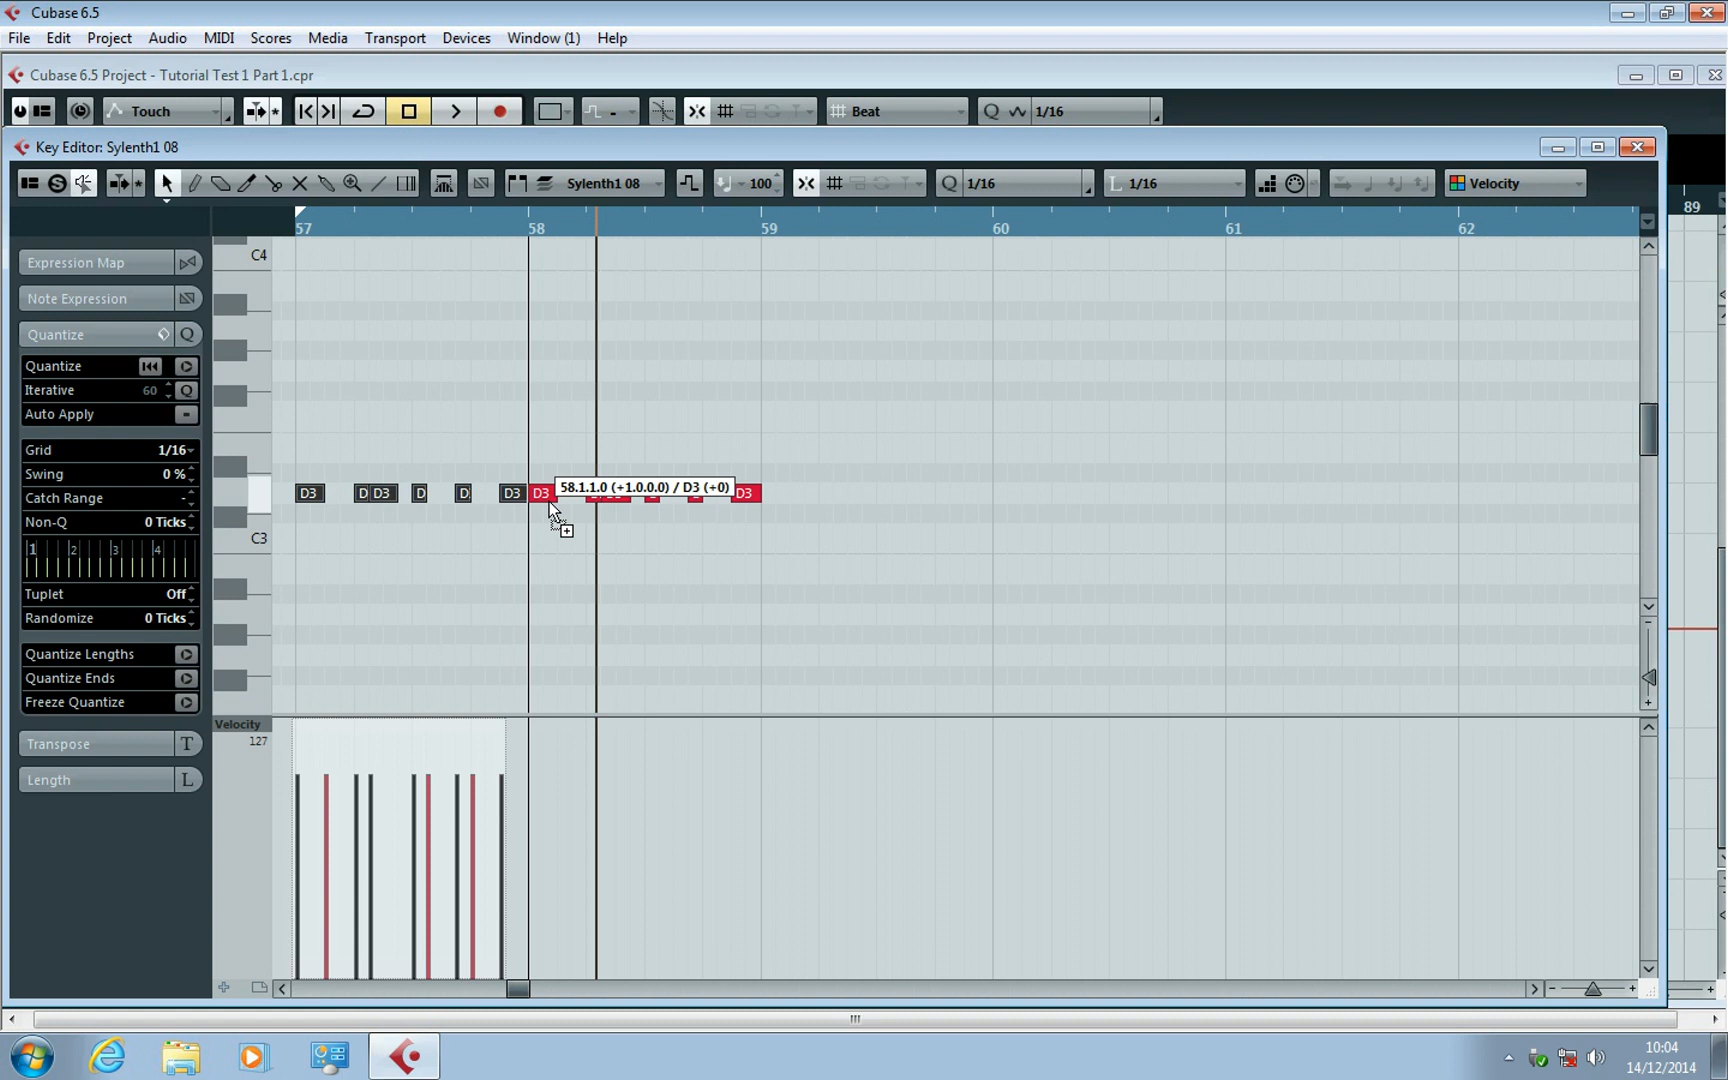 Cubase 6.5
File Edit Project Audio MIDI Scores Media Transport Devices Window (1) Help
Cubase 6.5 Project - Tutorial Test 1 Part 1.cpr
Touch - Beat Q 1/16
Key Editor: Sylenth1 08
Sylenth1 08 100 Q 1/16 L 1/16 Velocity
57 58 59 60 61 62 89
Expression Map
Note Expression
Quantize Q
Quantize
Iterative 60 Q
Auto Apply
Grid 1/16
Swing 0 %
Catch Range -
Non-Q 0 Ticks
1 2 3 4
Tuplet Off
Randomize 0 Ticks
Quantize Lengths
Quantize Ends
Freeze Quantize
Transpose T
Length L
C4
D3 D D3 D D D3 D3 58.1.1.0 (+1.0.0.0) / D3 (+0) D3
C3
Velocity
127
10:04
14/12/2014